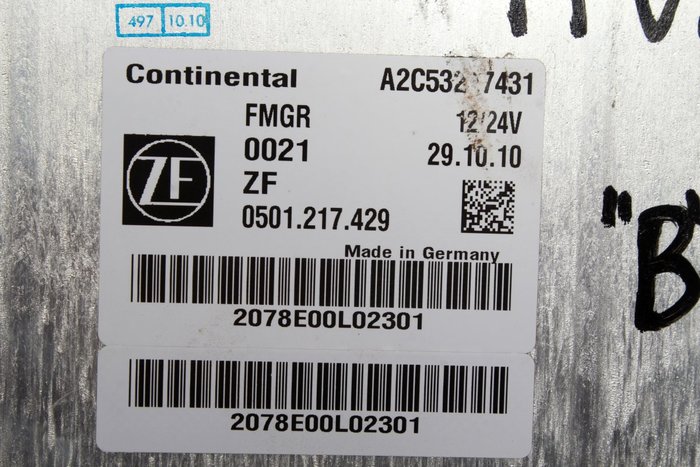 497 10.10
Continental
FMGR 12/24V
0021 29.10.10
ZF
ZF
0501.217.429
Made in Germany
2078E00L02301
2078E00L02301
"B